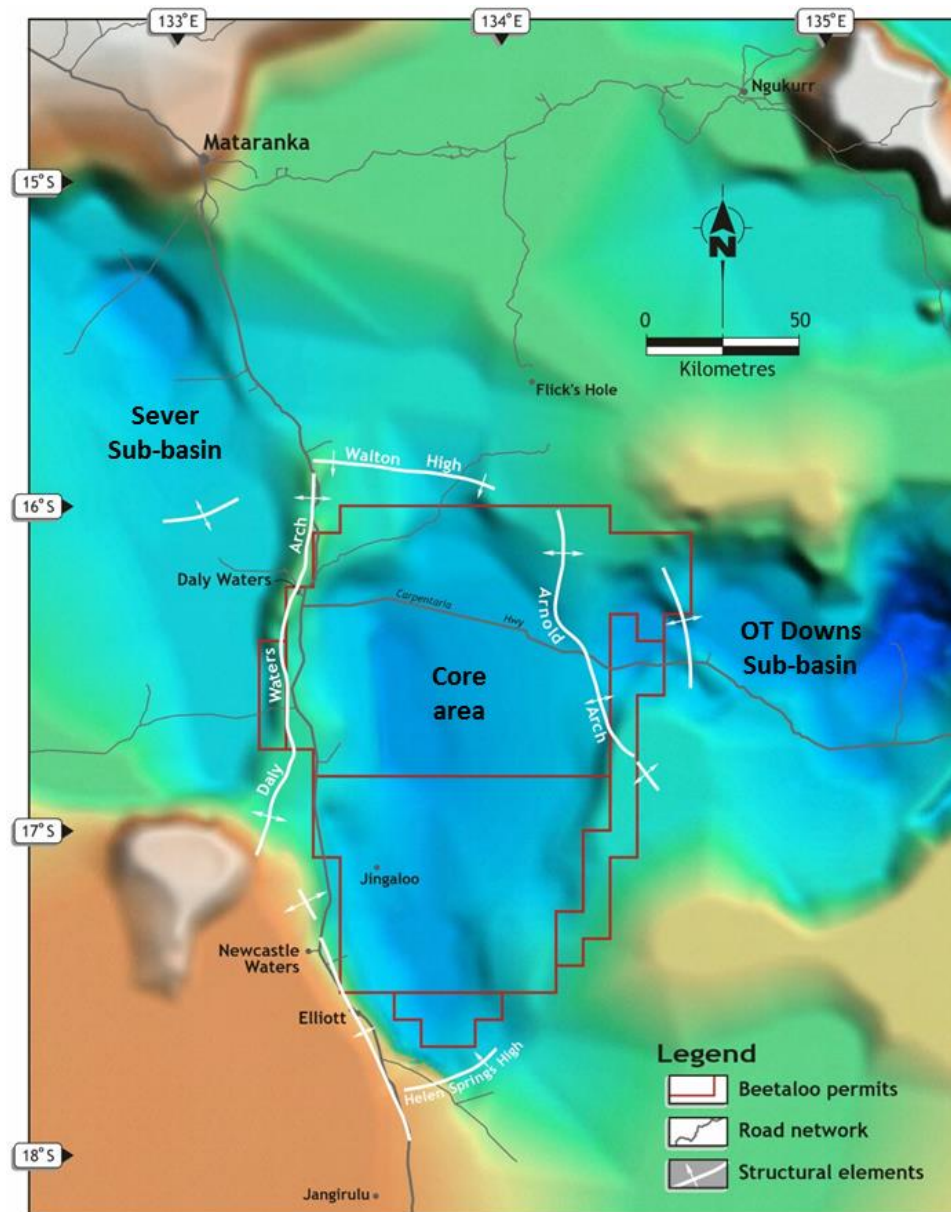 133°E
134°E
135°E
Ngukurr
Mataranka
15°S
N
0 50
Kilometres
Flick's Hole
Sever
Sub-basin
Walton High
16°S
Arch
Daly Waters
Carpentaria
Hwy
Arnold
OT Downs
Sub-basin
Core
area
Waters
Arch
Daly
17°S
Jingaloo
Newcastle
Waters
Elliott
Helen Springs High
Legend
Beetaloo permits
Road network
Structural elements
18°S
Jangirulu